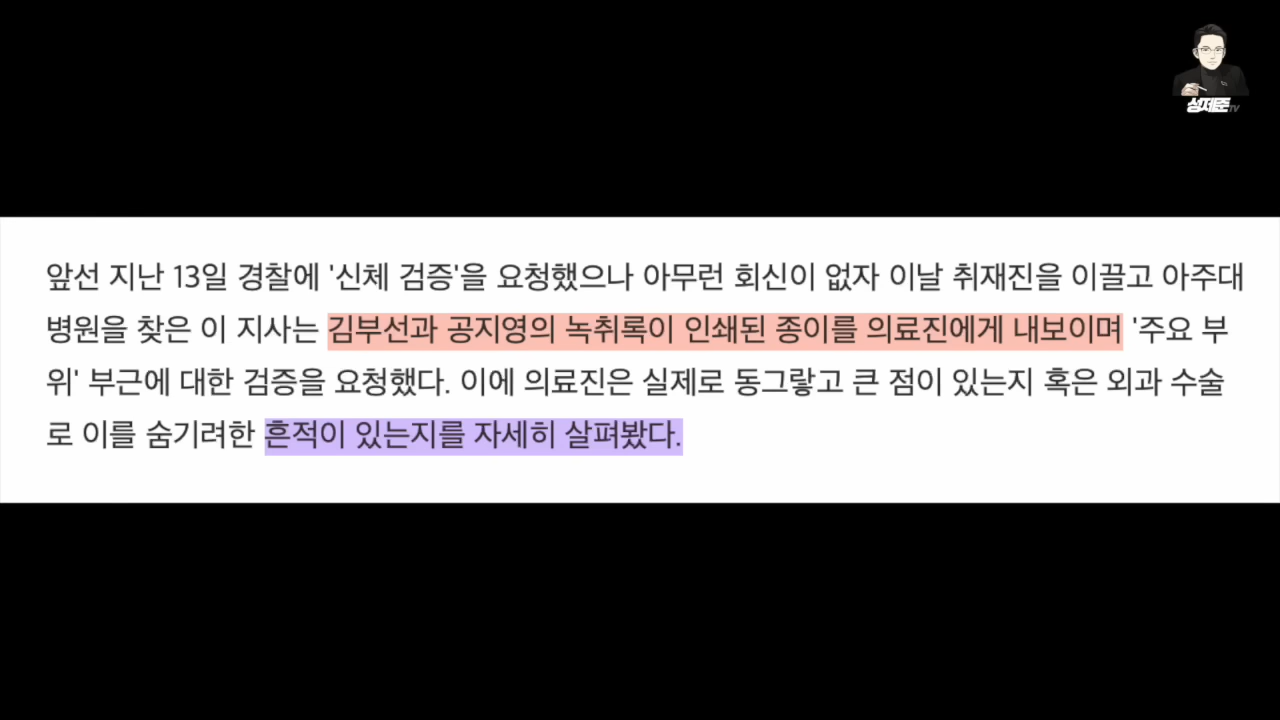 성제준TV
앞선 지난 13일 경찰에 '신체 검증'을 요청했으나 아무런 회신이 없자 이날 취재진을 이끌고 아주대
병원을 찾은 이 지사는 김부선과 공지영의 녹취록이 인쇄된 종이를 의료진에게 내보이며 '주요 부
위' 부근에 대한 검증을 요청했다. 이에 의료진은 실제로 동그랗고 큰 점이 있는지 혹은 외과 수술
로 이를 숨기려한 흔적이 있는지를 자세히 살펴봤다.